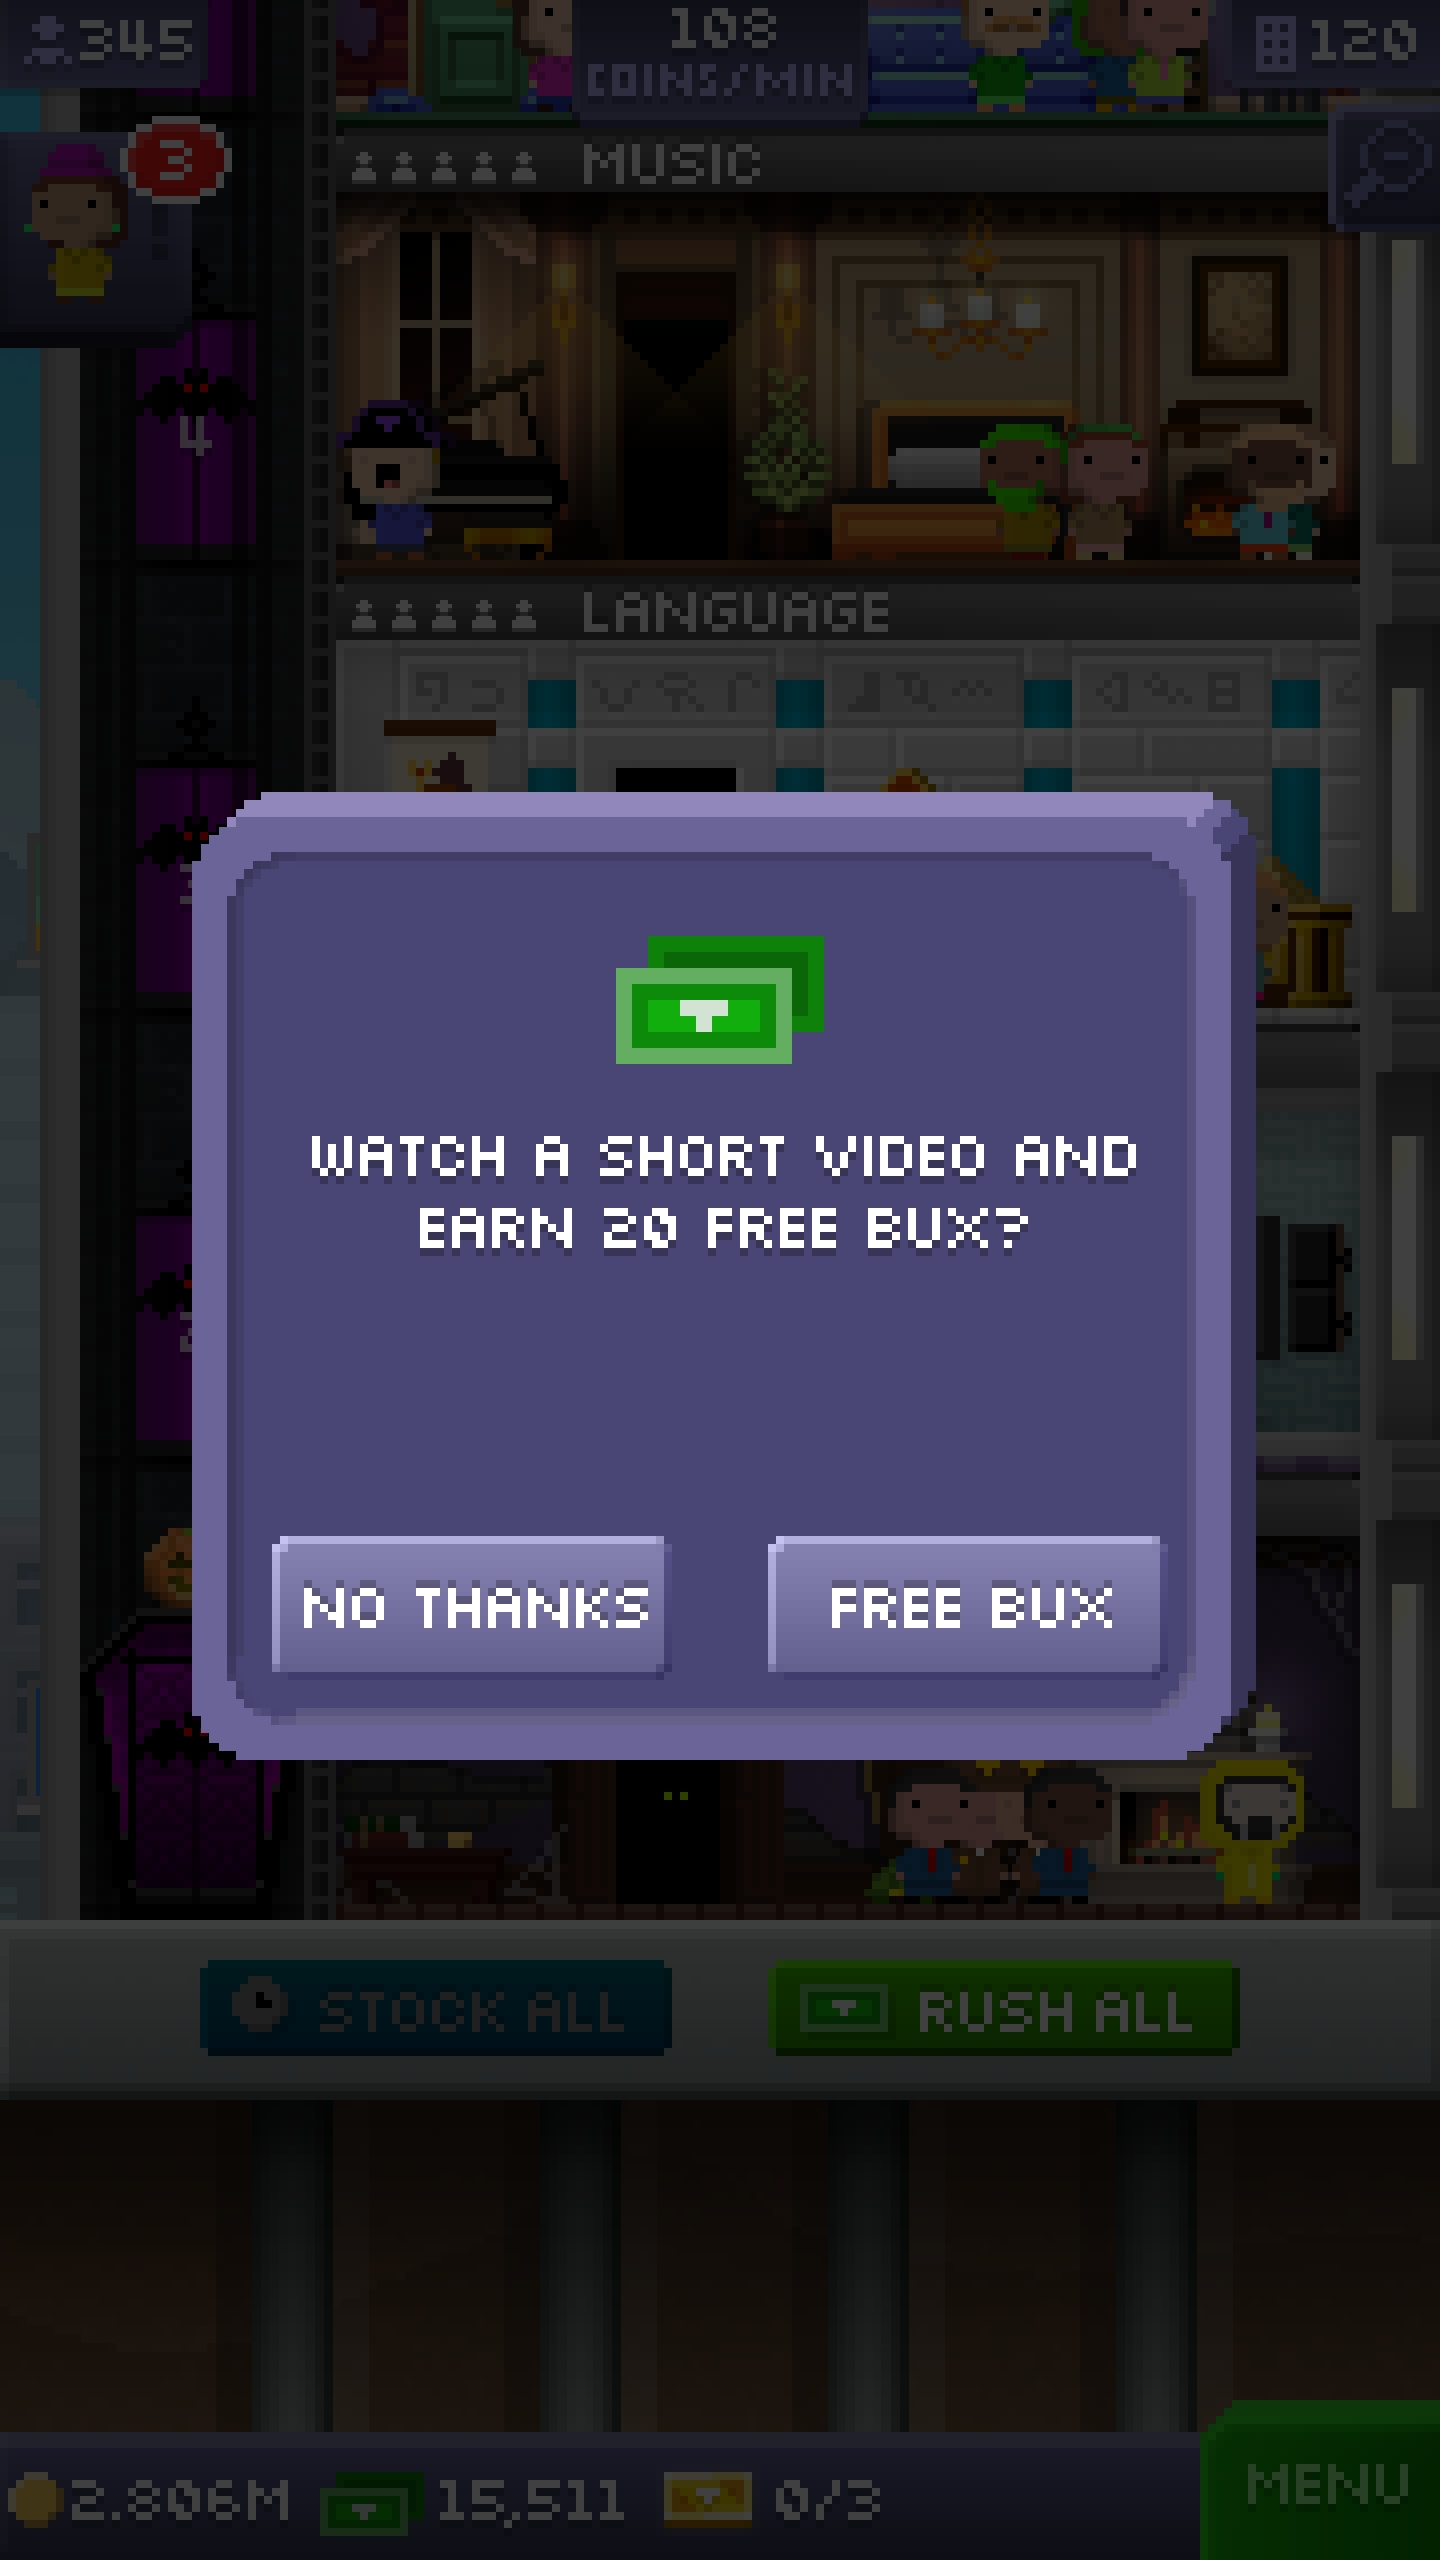 345
108
COINS/MIN
120
3
MUSIC
4
LANGUAGE
WATCH A SHORT VIDEO AND
EARN 20 FREE BUX?
NO THANKS
FREE BUX
STOCK ALL
RUSH ALL
2.806M
15,511
0/3
MENU